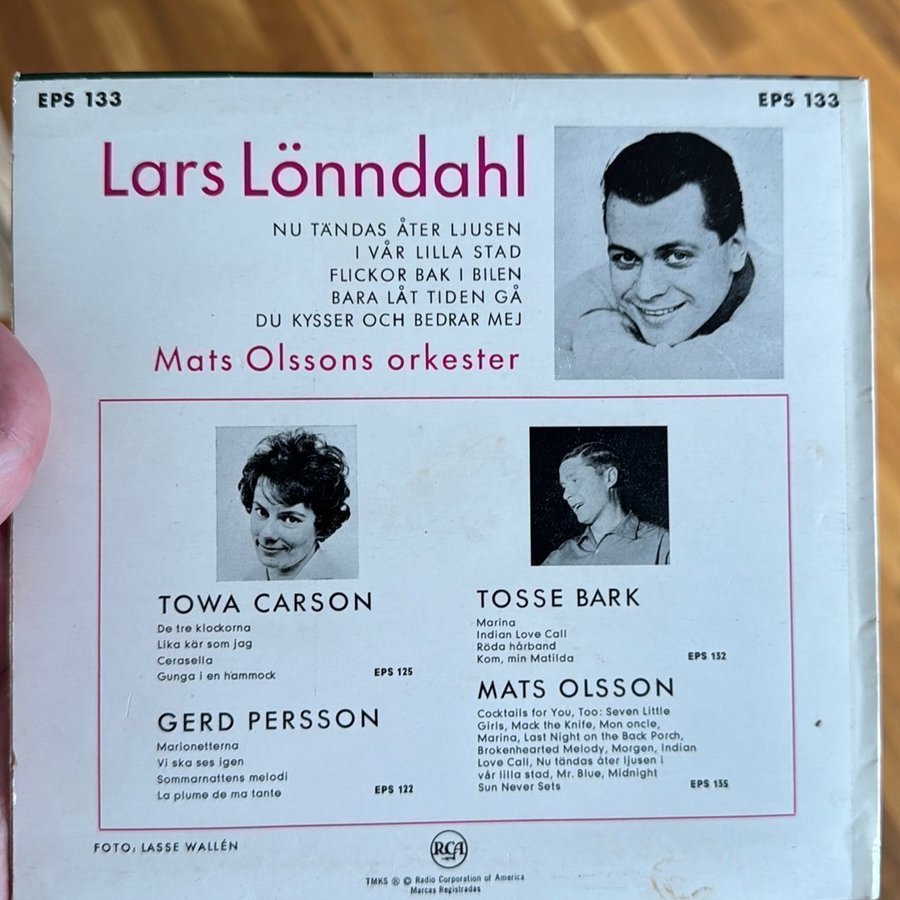 EPS 133
EPS 133
Lars Lönndahl
NU TÄNDAS ÅTER LJUSEN
I VÅR LILLA STAD
FLICKOR BAK I BILEN
BARA LÅT TIDEN GÅ
DU KYSSER OCH BEDRAR MEJ
Mats Olssons orkester
TOWA CARSON
De tre klockorna
Lika kär som jag
Cerasella
Gunga i en hammock
EPS 125
GERD PERSSON
Marionetterna
Vi ska ses igen
Sommarnattens melodi
La plume de ma tante
EPS 122
TOSSE BARK
Marina
Indian Love Call
Röda hårband
Kom, min Matilda
EPS 132
MATS OLSSON
Cocktails for You, Too: Seven Little
Girls, Mack the Knife, Mon oncle,
Marina, Last Night on the Back Porch,
Brokenhearted Melody, Morgen, Indian
Love Call, Nu tändas åter ljusen i
vår lilla stad, Mr. Blue, Midnight
Sun Never Sets
EPS 135
FOTO: LASSE WALLÉN
RCA
TMKS ® © Radio Corporation of America
Marcas Registradas